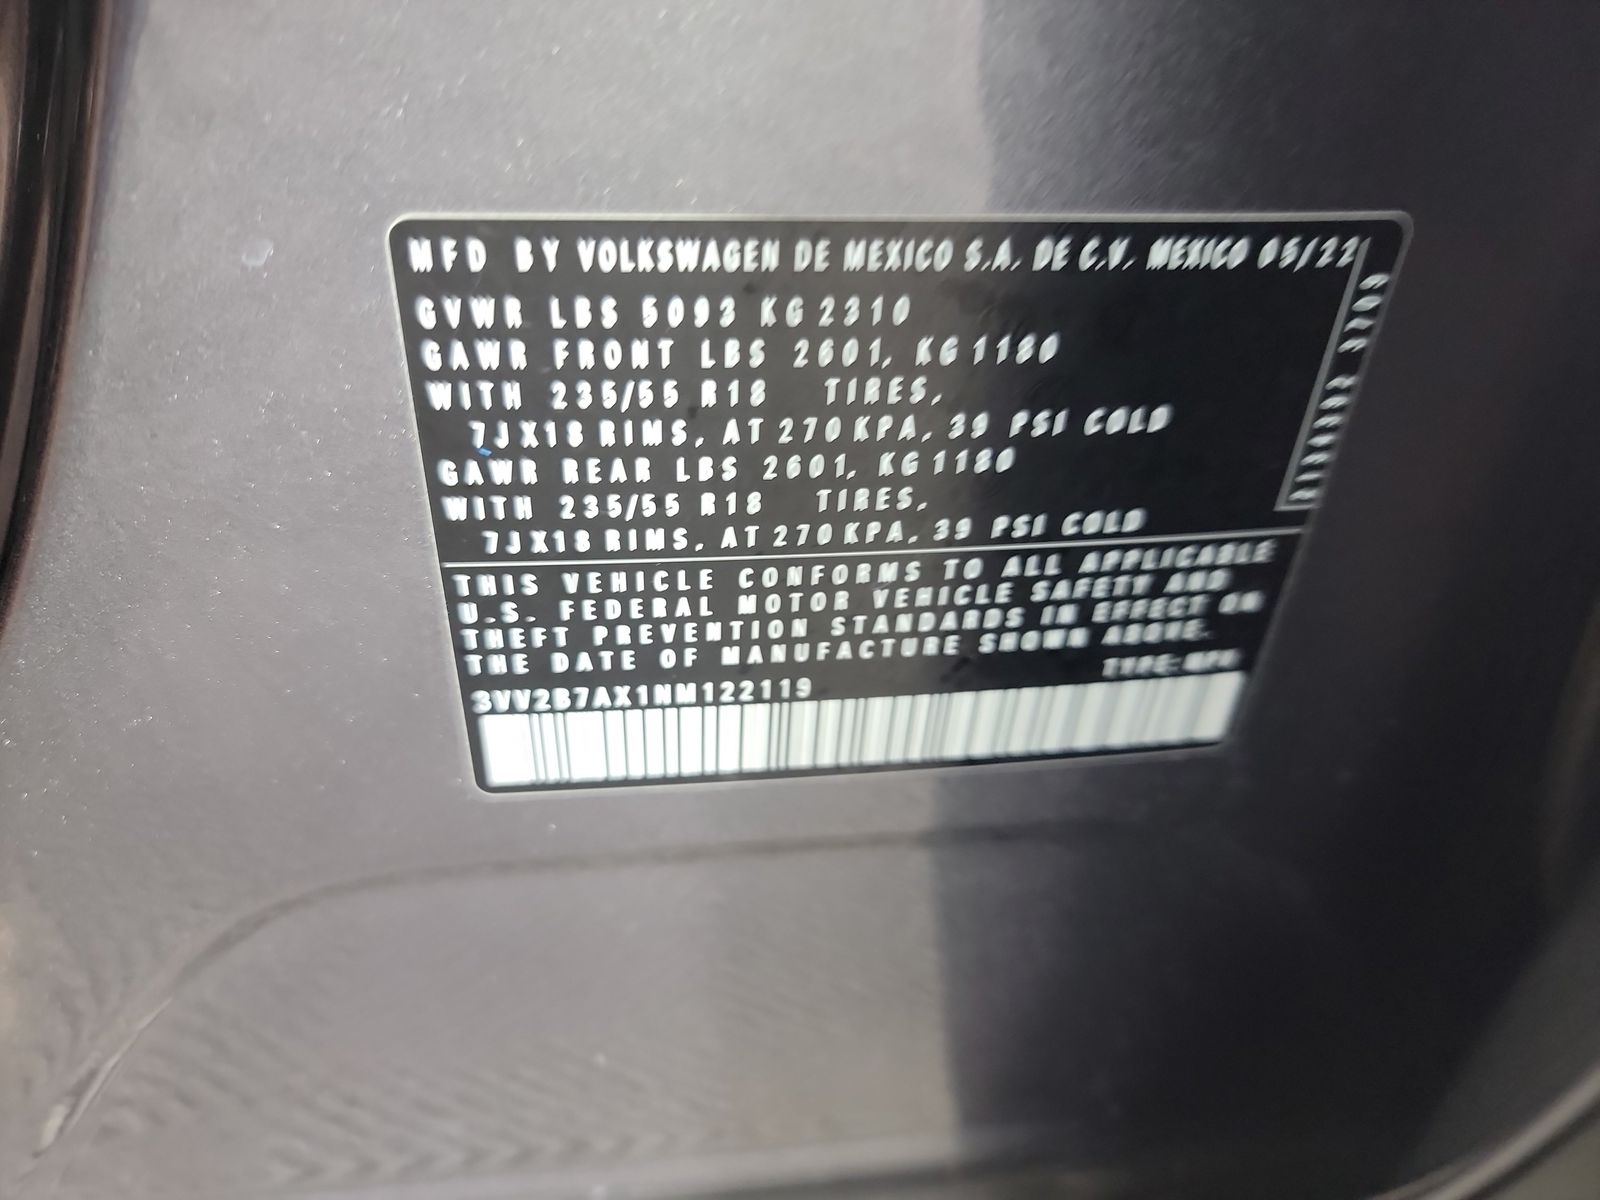 MFD BY VOLKSWAGEN DE MEXICO S.A. DE C.V. MEXICO 05/22
GVWR LBS 5093 KG 2310
GAWR FRONT LBS 2601, KG 1180
WITH 235/55 R18 TIRES,
7JX18 RIMS, AT 270 KPA, 39 PSI COLD
GAWR REAR LBS 2601, KG 1180
WITH 235/55 R18 TIRES,
7JX18 RIMS, AT 270 KPA, 39 PSI COLD
THIS VEHICLE CONFORMS TO ALL APPLICABLE
U.S. FEDERAL MOTOR VEHICLE SAFETY AND
THEFT PREVENTION STANDARDS IN EFFECT ON
THE DATE OF MANUFACTURE SHOWN ABOVE.
TYPE: MPV
3VV2B7AX1NM122119